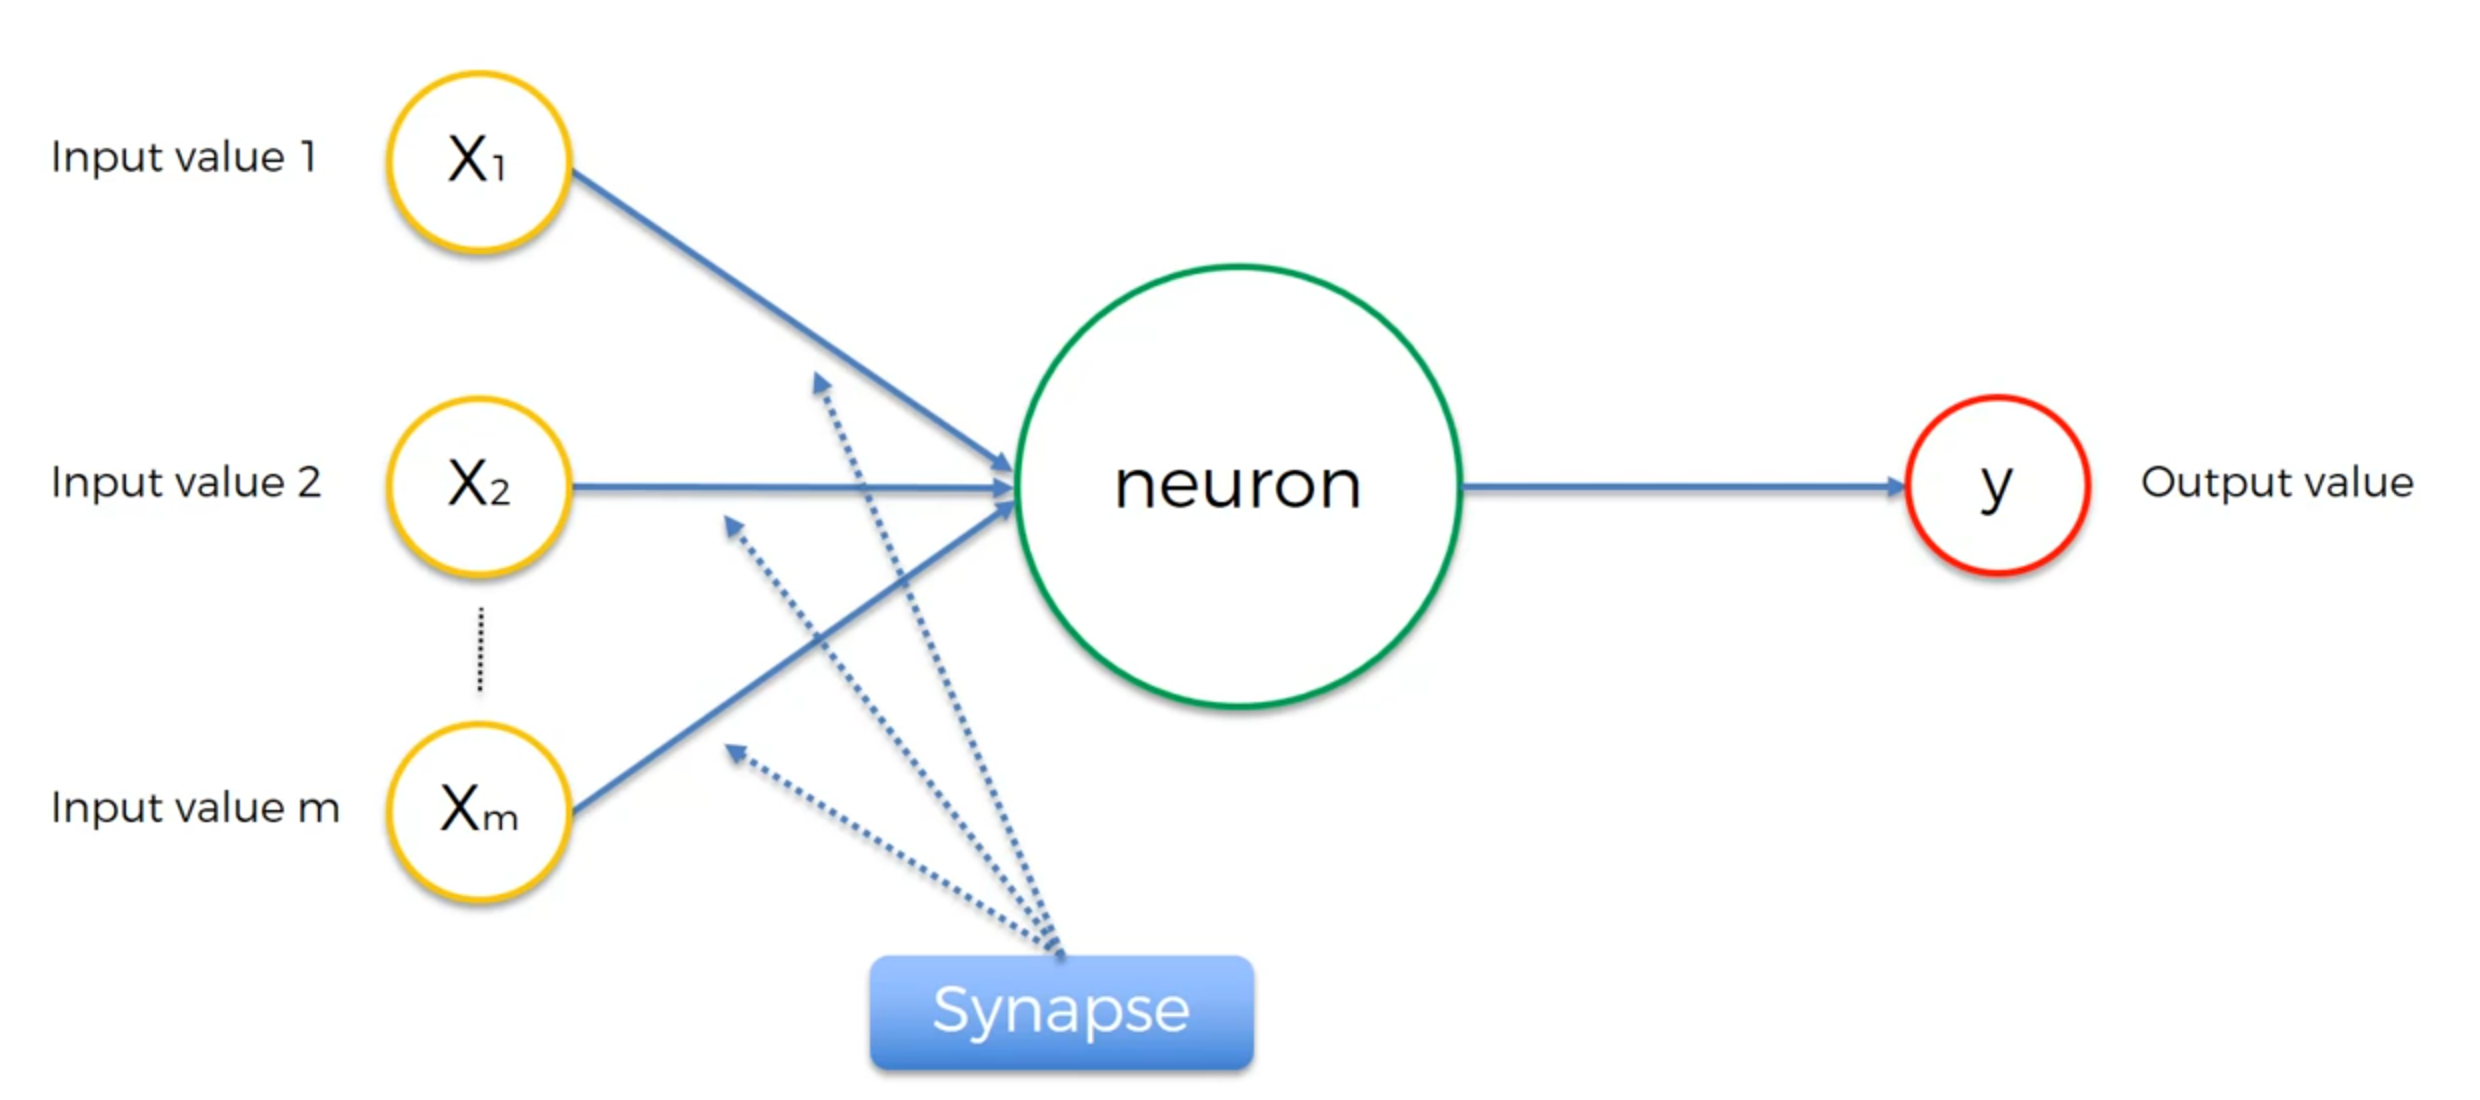 Input value 1
X1
Input value 2
X2
neuron
y
Output value
Input value m
Xm
Synapse